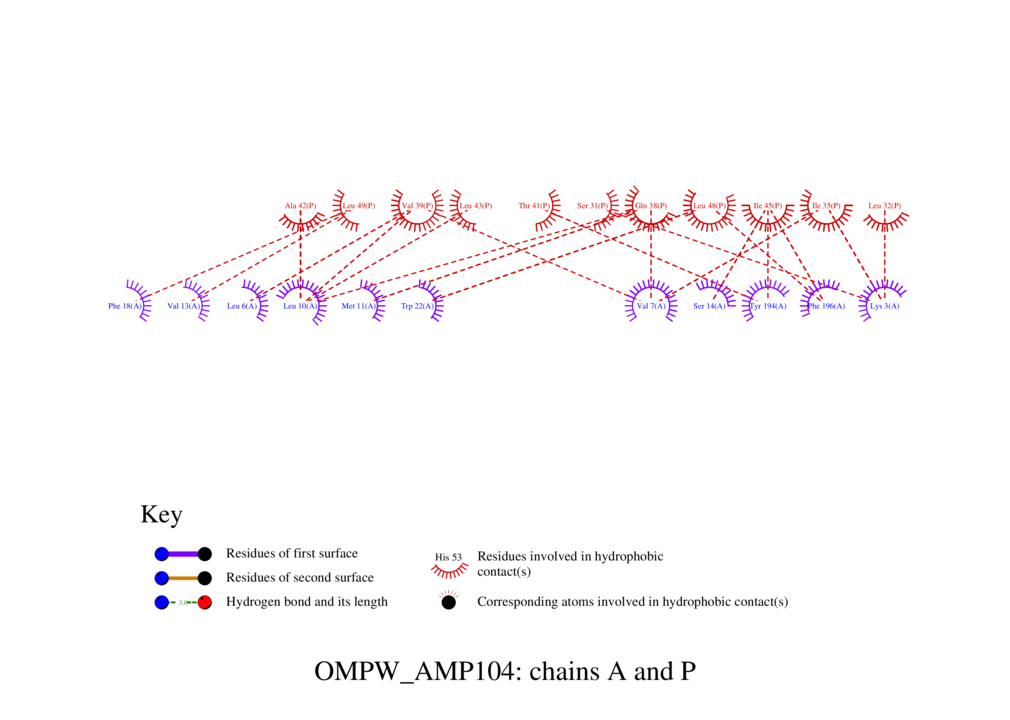 Ala 42(P) Leu 49(P) Val 39(P) Leu 43(P) Thr 41(P) Ser 31(P) Gln 38(P) Leu 48(P) Ile 45(P) Ile 35(P) Leu 32(P)
Phe 18(A) Val 13(A) Leu 6(A) Leu 10(A) Met 11(A) Trp 22(A) Val 7(A) Ser 14(A) Tyr 194(A) Phe 196(A) Lys 3(A)
Key
Residues of first surface
Residues of second surface
3.0
Hydrogen bond and its length
His 53
Residues involved in hydrophobic
contact(s)
Corresponding atoms involved in hydrophobic contact(s)
OMPW_AMP104: chains A and P